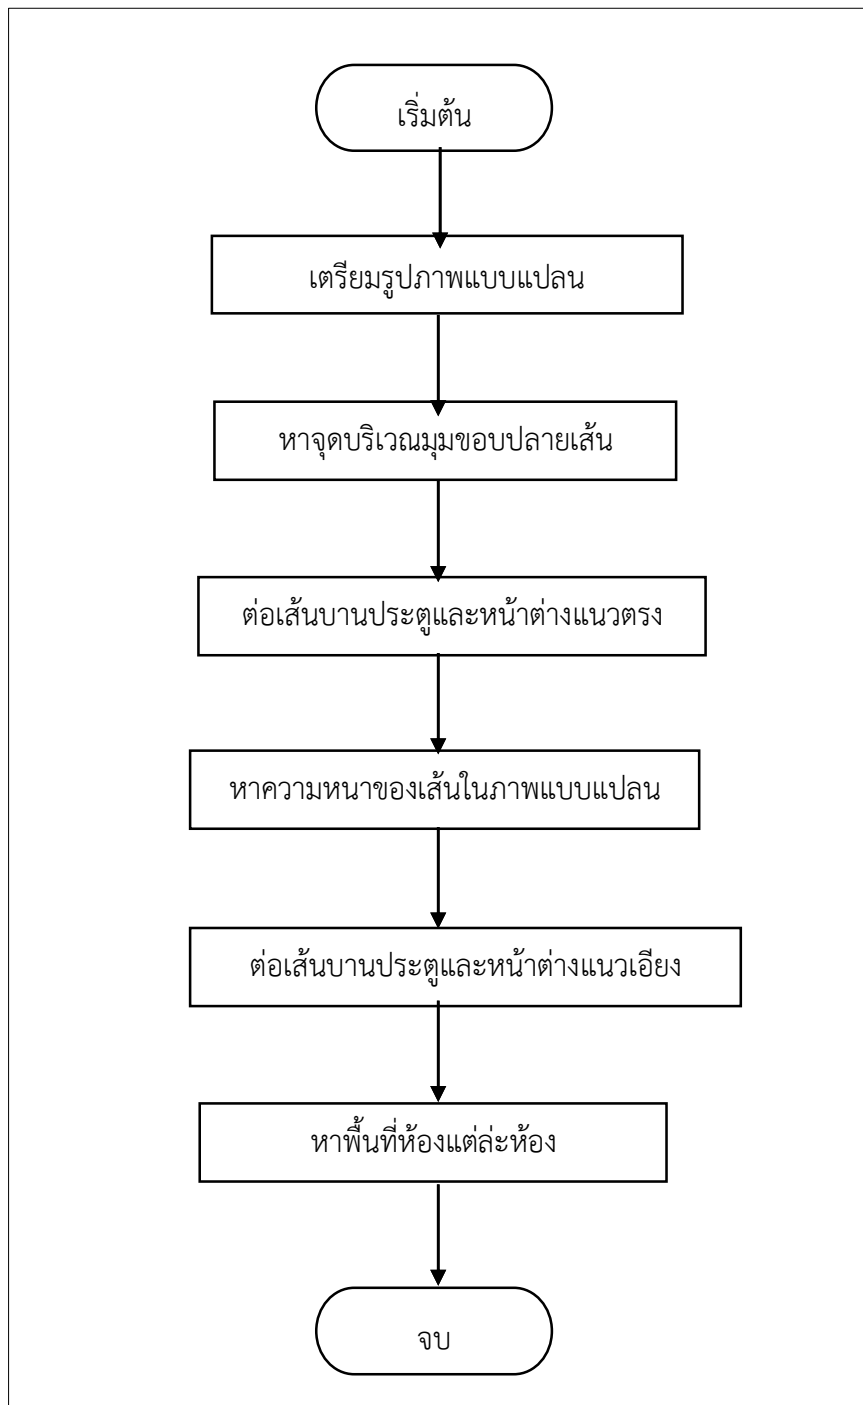 เริ่มต้น
เตรียมรูปภาพแบบแปลน
หาจุดบริเวณมุมขอบปลายเส้น
ต่อเส้นบานประตูและหน้าต่างแนวตรง
หาความหนาของเส้นในภาพแบบแปลน
ต่อเส้นบานประตูและหน้าต่างแนวเอียง
หาพื้นที่ห้องแต่ล่ะห้อง
จบ